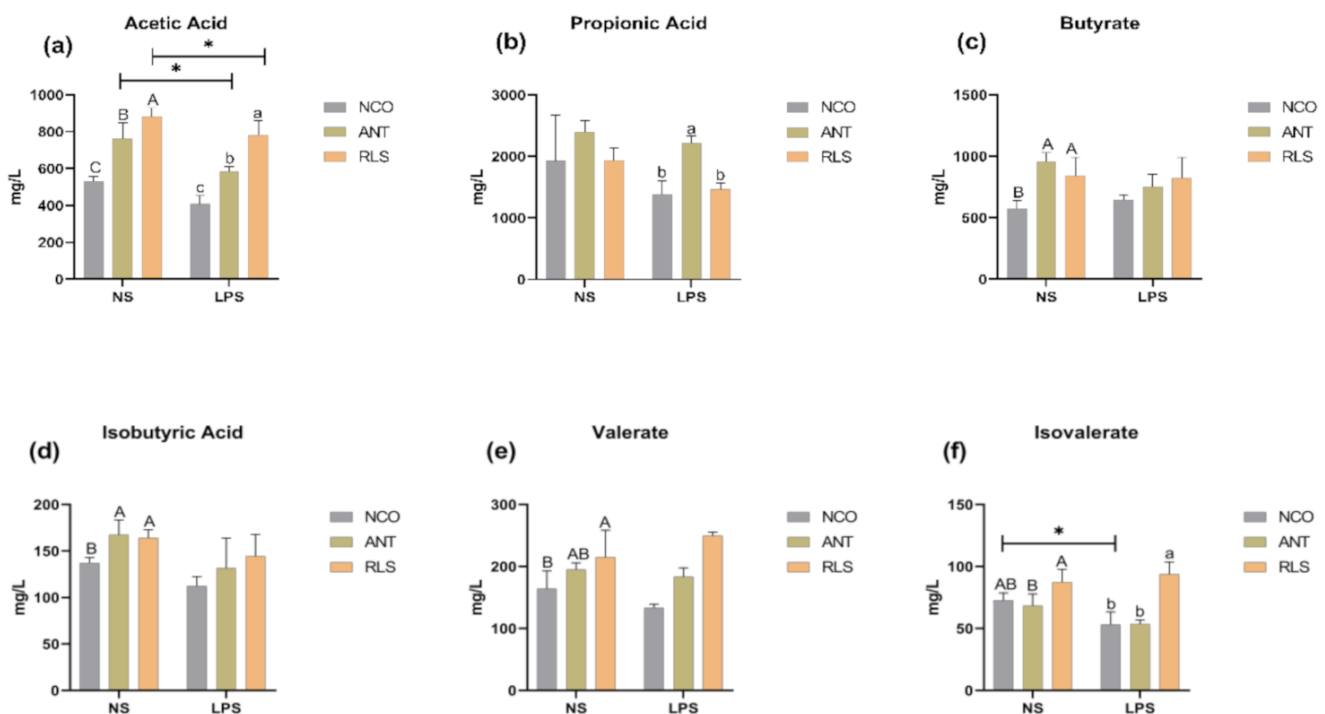 Acetic Acid
(a)
*
*
1000
800
600
400
200
0
mg/L
C
B
A
c
b
a
NS
LPS
NCO
ANT
RLS
Propionic Acid
(b)
3000
2000
1000
0
mg/L
b
a
b
NS
LPS
NCO
ANT
RLS
Butyrate
(c)
1500
1000
500
0
mg/L
B
A
A
NS
LPS
NCO
ANT
RLS
Isobutyric Acid
(d)
200
150
100
50
0
mg/L
B
A
A
NS
LPS
NCO
ANT
RLS
Valerate
(e)
300
200
100
0
mg/L
B
AB
A
NS
LPS
NCO
ANT
RLS
Isovalerate
(f)
*
150
100
50
0
mg/L
AB
B
A
b
b
a
NS
LPS
NCO
ANT
RLS